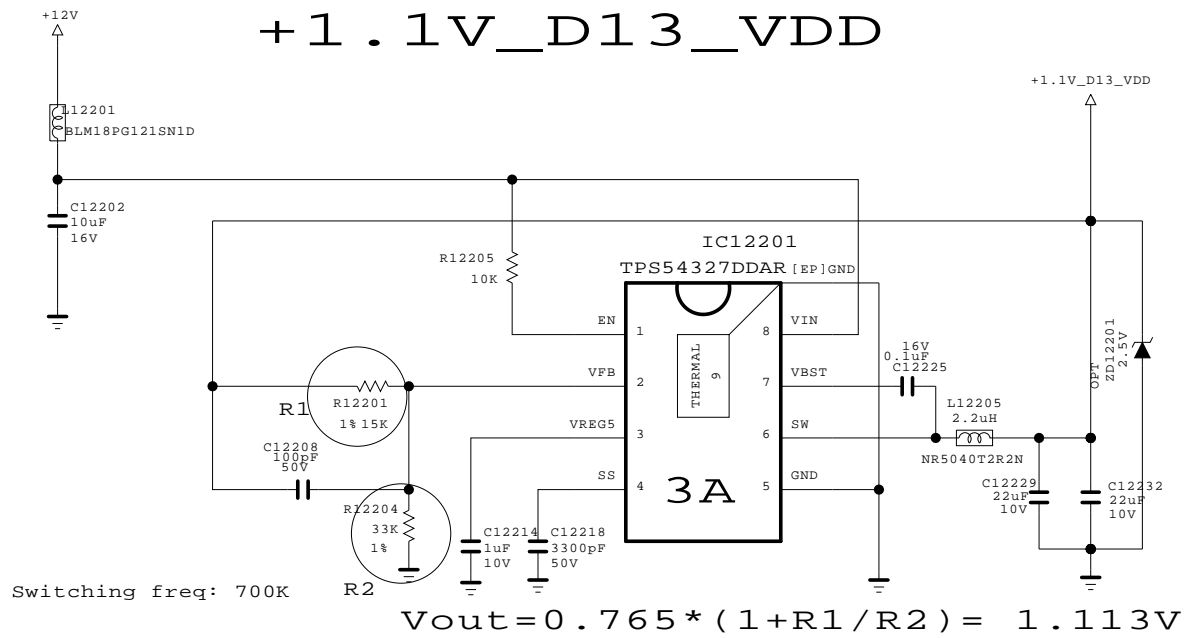 +12V
+1.1V_D13_VDD
+1.1V_D13_VDD
L12201
BLM18PG121SN1D
C12202
10uF
16V
IC12201
TPS54327DDAR
[EP]GND
R12205
10K
EN
1
8
VIN
THERMAL
9
16V
0.1uF
C12225
OPT
ZD12201
2.5V
VFB
2
7
VBST
R1
R12201
1% 15K
L12205
2.2uH
VREG5
3
6
SW
NR5040T2R2N
C12208
100pF
50V
SS
4
5
GND
3A
C12229
22uF
10V
C12232
22uF
10V
R12204
33K
1%
R2
C12214
1uF
10V
C12218
3300pF
50V
Switching freq: 700K
Vout=0.765*(1+R1/R2)= 1.113V